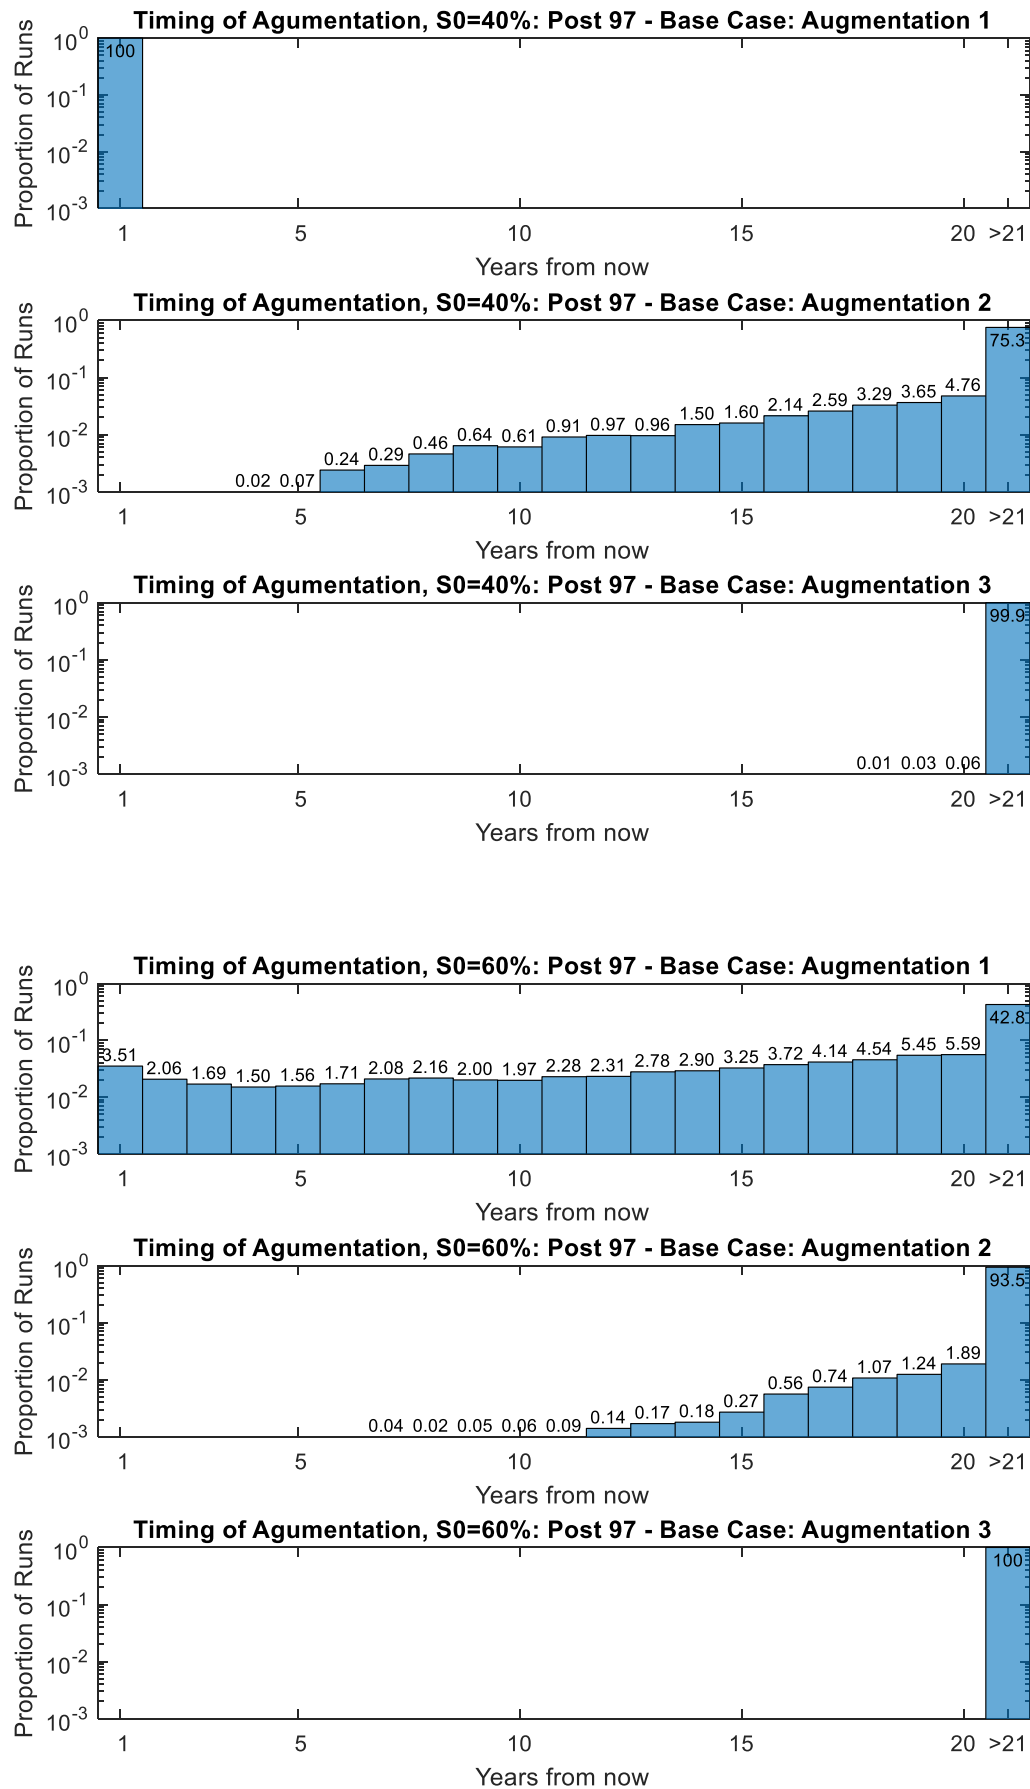 Timing of Agumentation, S0=40%: Post 97 - Base Case: Augmentation 1
Proportion of Runs
10^0
10^-1
10^-2
10^-3
100
1 5 10 15 20 >21
Years from now
Timing of Agumentation, S0=40%: Post 97 - Base Case: Augmentation 2
Proportion of Runs
10^0
10^-1
10^-2
10^-3
0.02 0.07 0.24 0.29 0.46 0.64 0.61 0.91 0.97 0.96 1.50 1.60 2.14 2.59 3.29 3.65 4.76 75.3
1 5 10 15 20 >21
Years from now
Timing of Agumentation, S0=40%: Post 97 - Base Case: Augmentation 3
Proportion of Runs
10^0
10^-1
10^-2
10^-3
0.01 0.03 0.06 99.9
1 5 10 15 20 >21
Years from now
Timing of Agumentation, S0=60%: Post 97 - Base Case: Augmentation 1
Proportion of Runs
10^0
10^-1
10^-2
10^-3
3.51 2.06 1.69 1.50 1.56 1.71 2.08 2.16 2.00 1.97 2.28 2.31 2.78 2.90 3.25 3.72 4.14 4.54 5.45 5.59 42.8
1 5 10 15 20 >21
Years from now
Timing of Agumentation, S0=60%: Post 97 - Base Case: Augmentation 2
Proportion of Runs
10^0
10^-1
10^-2
10^-3
0.04 0.02 0.05 0.06 0.09 0.14 0.17 0.18 0.27 0.56 0.74 1.07 1.24 1.89 93.5
1 5 10 15 20 >21
Years from now
Timing of Agumentation, S0=60%: Post 97 - Base Case: Augmentation 3
Proportion of Runs
10^0
10^-1
10^-2
10^-3
100
1 5 10 15 20 >21
Years from now